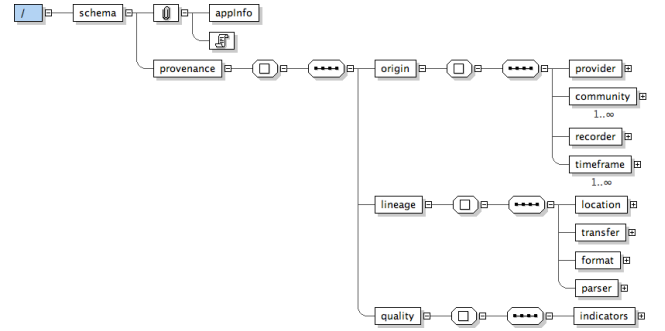 /
schema
appInfo
provenance
origin
provider
community
1..∞
recorder
timeframe
1..∞
lineage
location
transfer
format
parser
quality
indicators